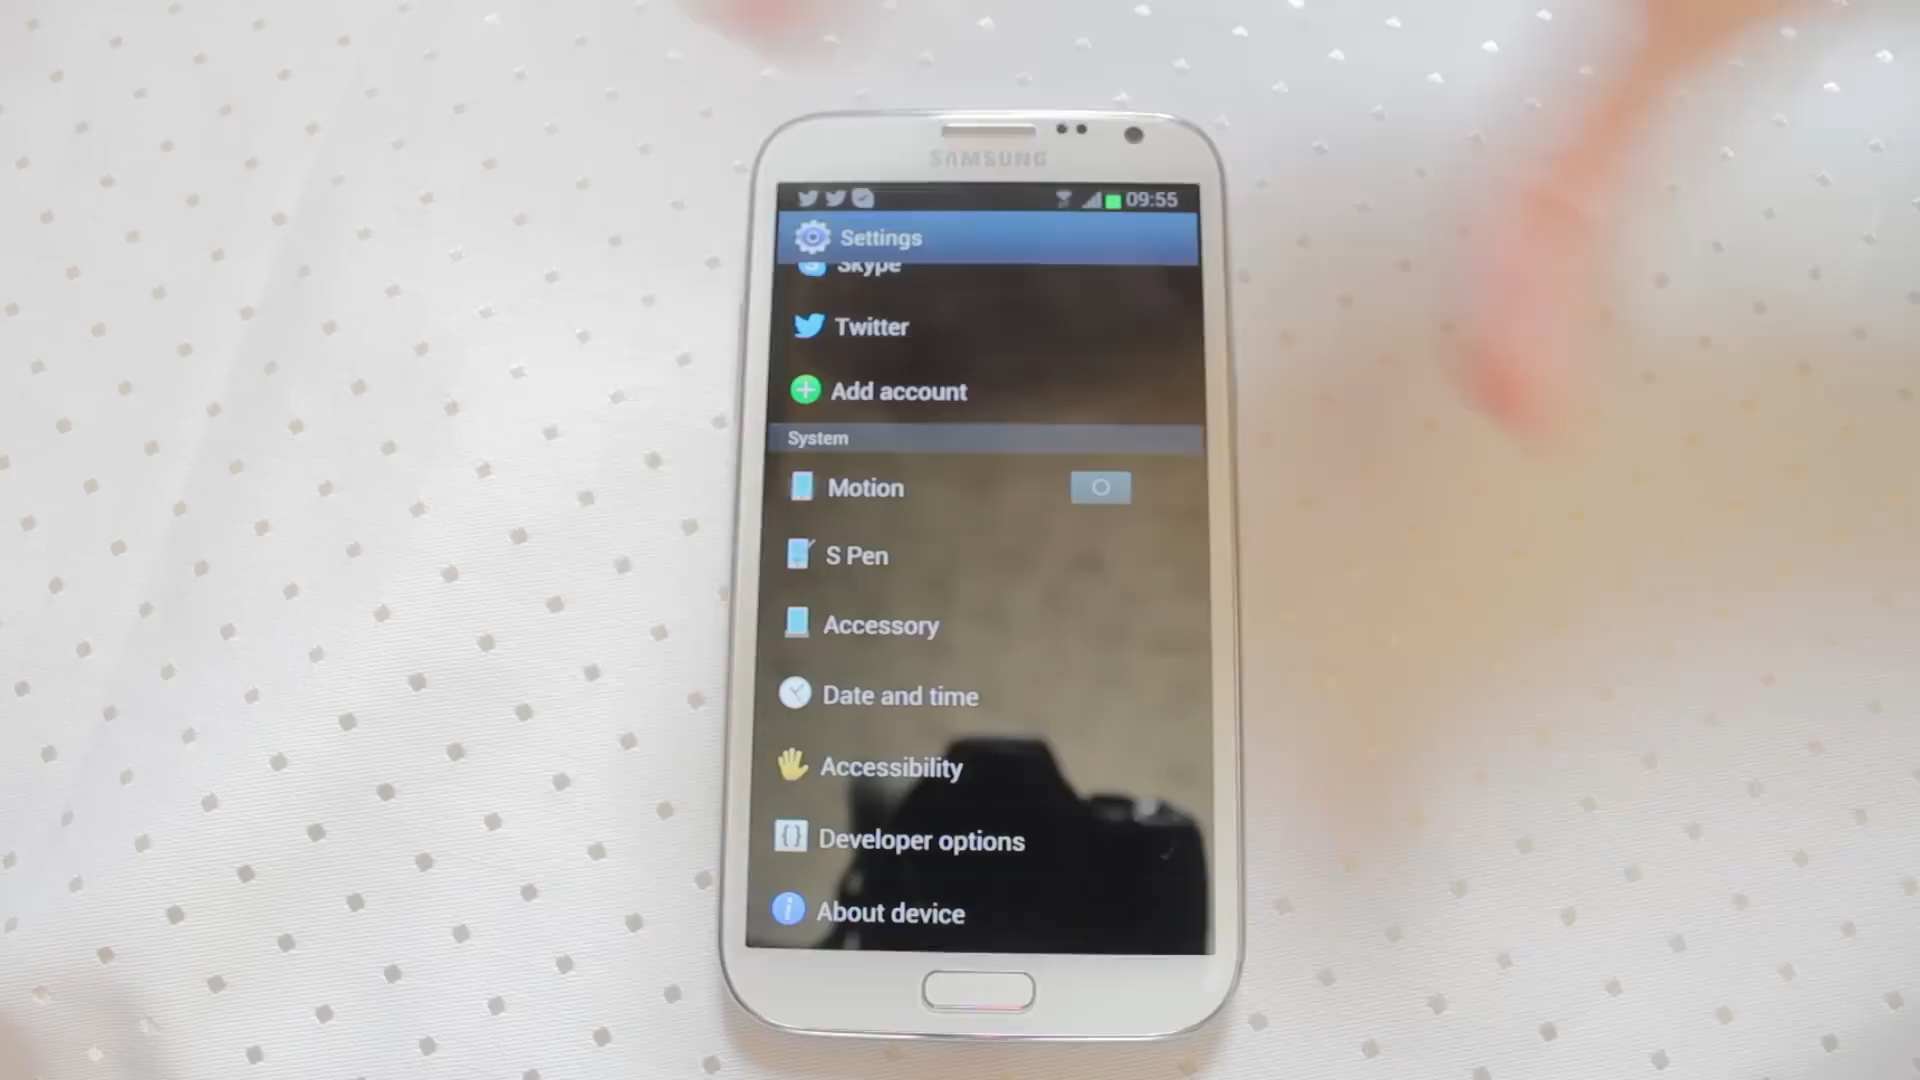 SAMSUNG
09:55
Settings
Skype
Twitter
Add account
System
Motion
S Pen
Accessory
Date and time
Accessibility
Developer options
About device